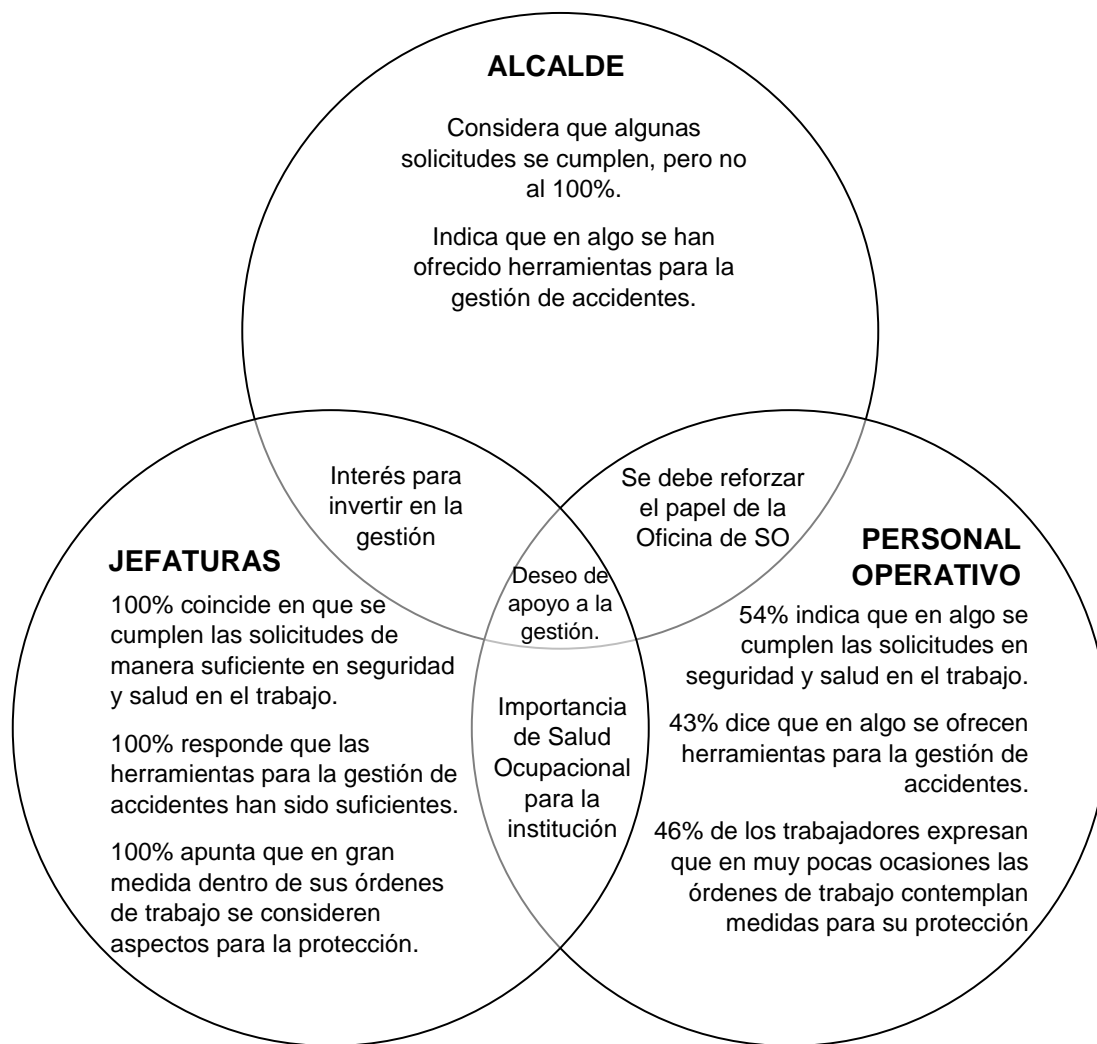 ALCALDE
Considera que algunas
solicitudes se cumplen, pero no
al 100%.
Indica que en algo se han
ofrecido herramientas para la
gestión de accidentes.
Interés para
invertir en la
gestión
Se debe reforzar
el papel de la
Oficina de SO
Deseo de
apoyo a la
gestión.
Importancia
de Salud
Ocupacional
para la
institución
JEFATURAS
100% coincide en que se
cumplen las solicitudes de
manera suficiente en seguridad
y salud en el trabajo.
100% responde que las
herramientas para la gestión de
accidentes han sido suficientes.
100% apunta que en gran
medida dentro de sus órdenes
de trabajo se consideren
aspectos para la protección.
PERSONAL
OPERATIVO
54% indica que en algo se
cumplen las solicitudes en
seguridad y salud en el trabajo.
43% dice que en algo se ofrecen
herramientas para la gestión de
accidentes.
46% de los trabajadores expresan
que en muy pocas ocasiones las
órdenes de trabajo contemplan
medidas para su protección